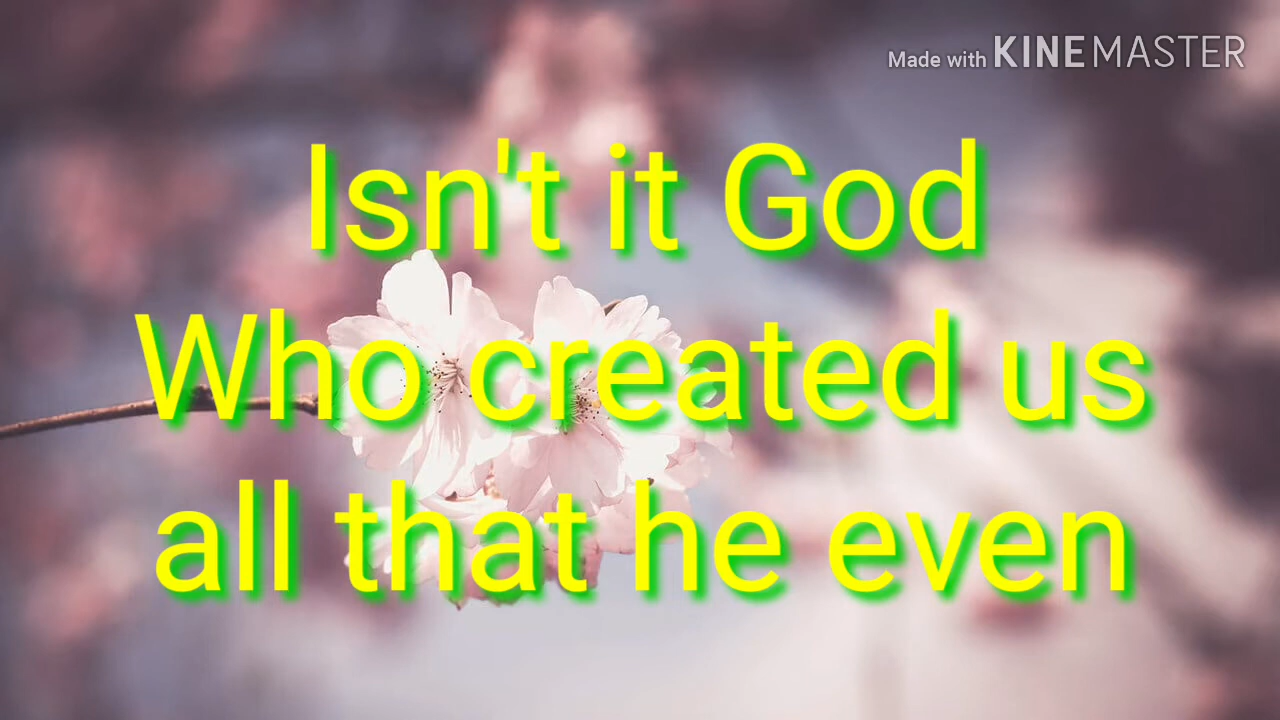 Made with KINEMASTER
Isn't it God
Who created us
all that he even